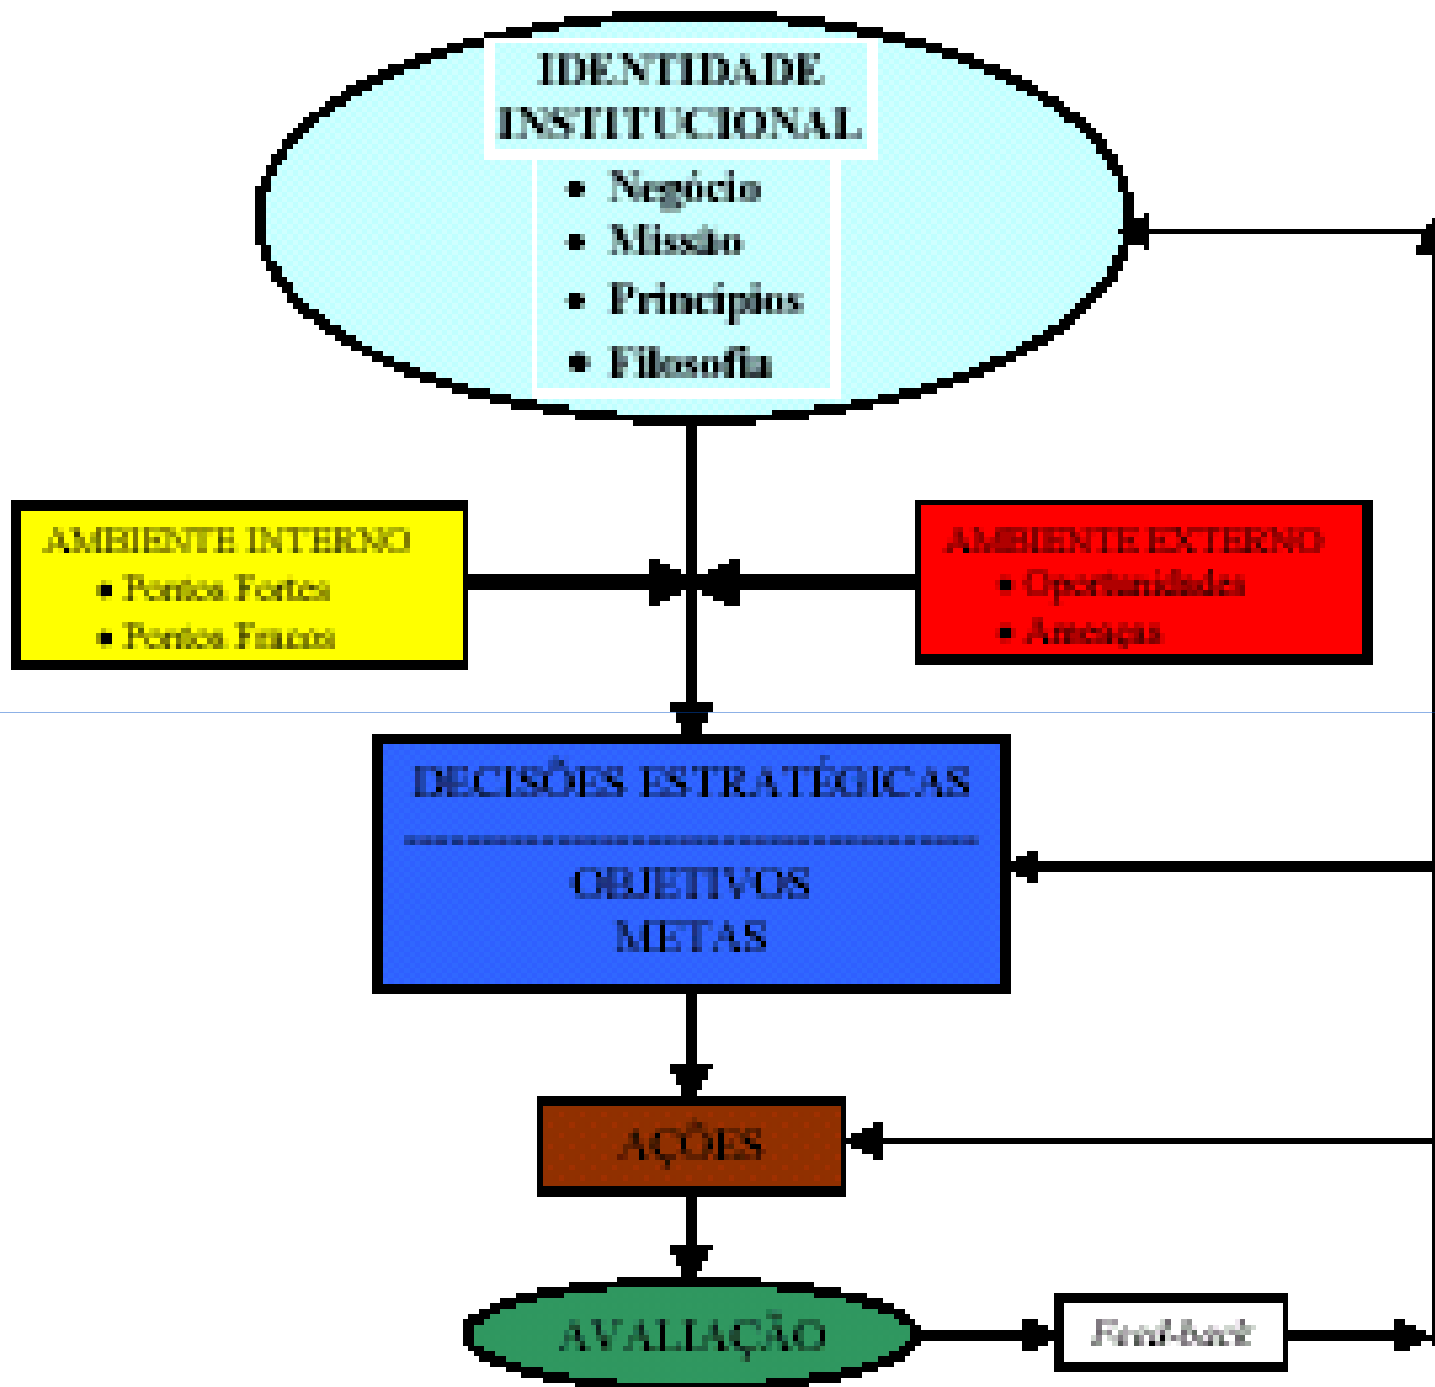 IDENTIDADE
INSTITUCIONAL
• Negócio
• Missão
• Princípios
• Filosofia
AMBIENTE INTERNO
• Pontos Fortes
• Pontos Fracos
AMBIENTE EXTERNO
• Oportunidades
• Ameaças
DECISÕES ESTRATÉGICAS
OBJETIVOS
METAS
AÇÕES
AVALIAÇÃO
Feed-back